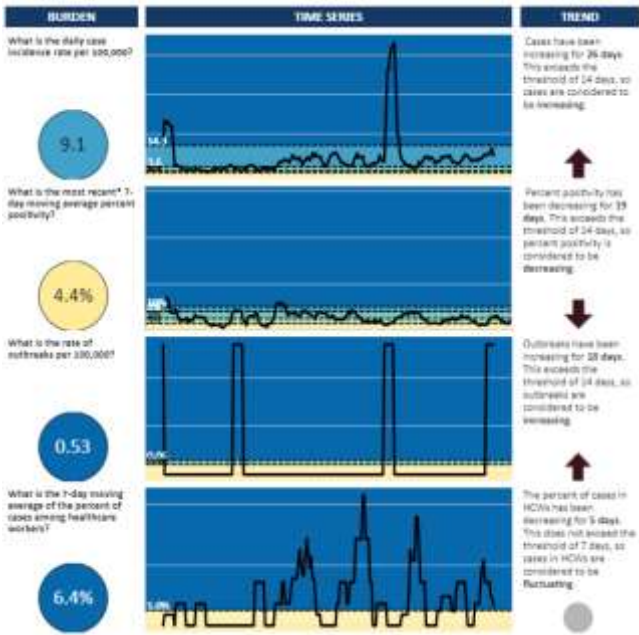 BURDEN
TIME SERIES
TREND
What is the daily case
incidence rate per 100,000?
9.1
Cases have been
increasing for 26 days.
This exceeds the
threshold of 14 days, so
cases are considered to
be increasing.
What is the most recent* 7-
day moving average percent
positivity?
4.4%
Percent positivity has
been decreasing for 19
days. This exceeds the
threshold of 14 days, so
percent positivity is
considered to be
decreasing.
What is the rate of
outbreaks per 100,000?
0.53
Outbreaks have been
increasing for 18 days.
This exceeds the
threshold of 14 days, so
outbreaks are
considered to be
increasing.
What is the 7-day moving
average of the percent of
cases among healthcare
workers?
6.4%
The percent of cases in
HCWs has been
decreasing for 5 days.
This does not exceed the
threshold of 7 days, so
cases in HCWs are
considered to be
fluctuating.